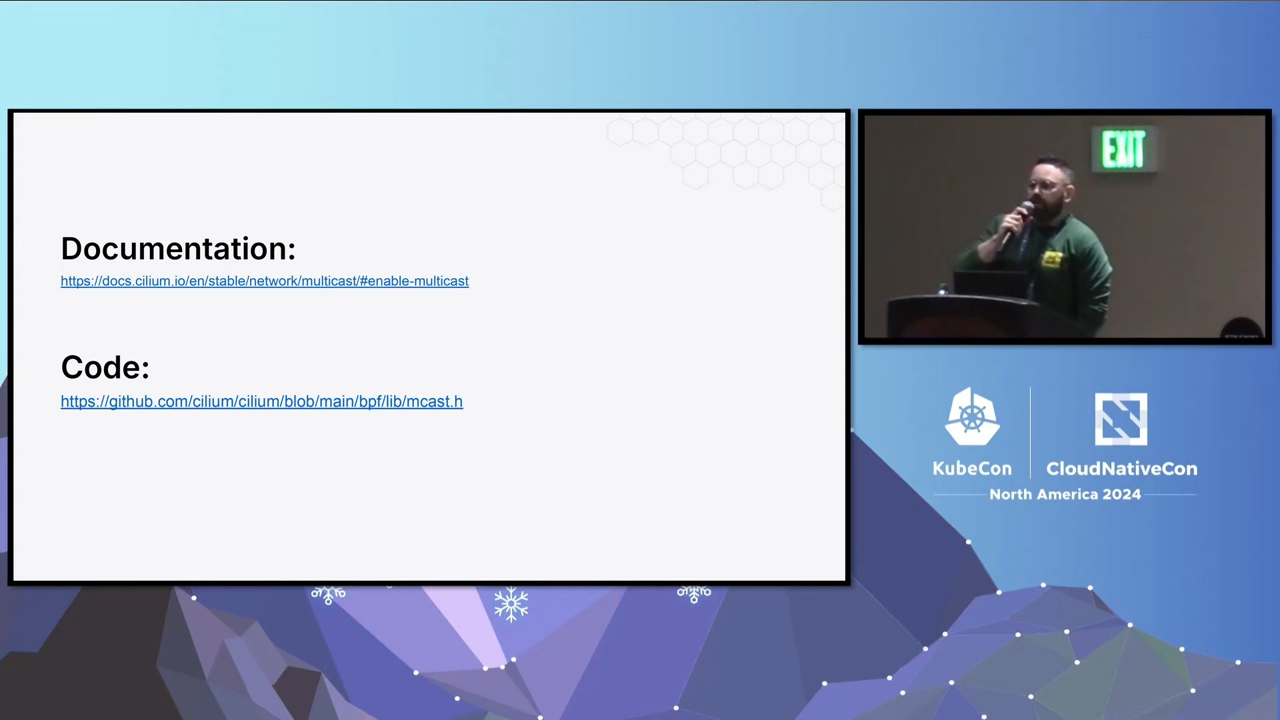 Documentation:
https://docs.cilium.io/en/stable/network/multicast/#enable-multicast
Code:
https://github.com/cilium/cilium/blob/main/bpf/lib/mcast.h
EXIT
KubeCon
CloudNativeCon
North America 2024